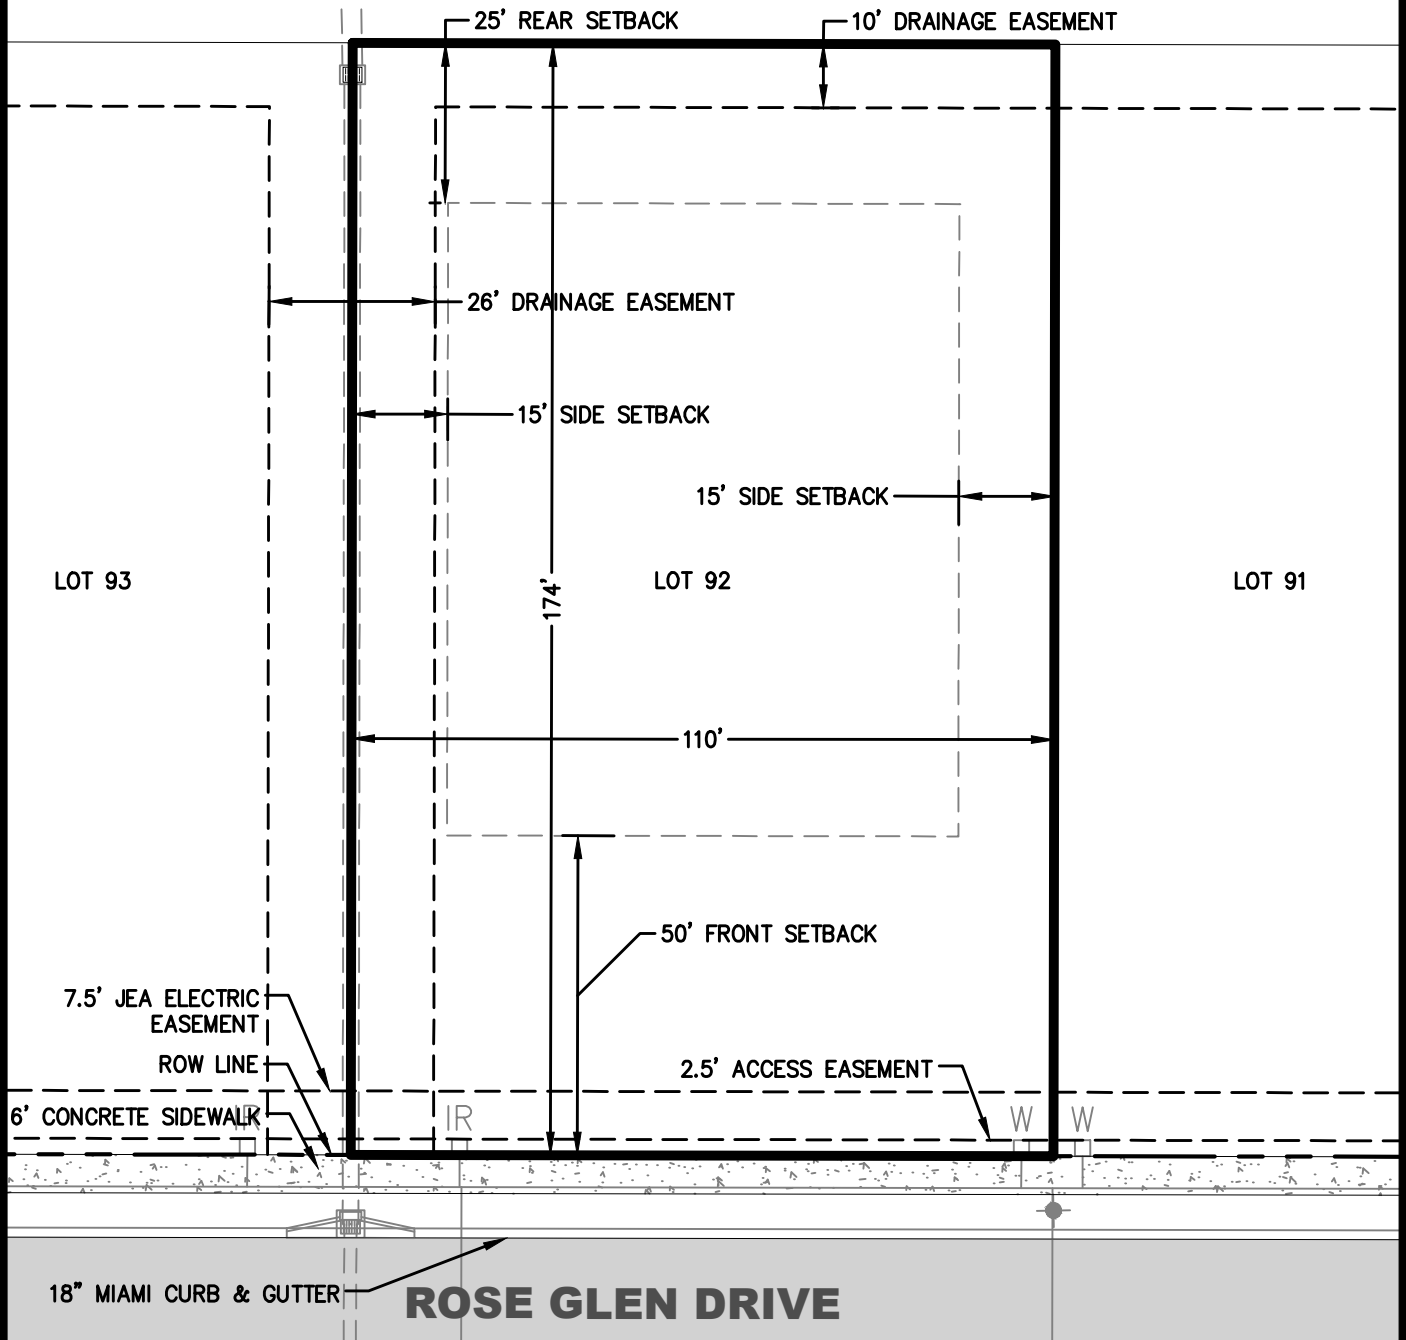 25' REAR SETBACK
10' DRAINAGE EASEMENT
26' DRAINAGE EASEMENT
15' SIDE SETBACK
15' SIDE SETBACK
LOT 93
174'
LOT 92
LOT 91
110'
50' FRONT SETBACK
7.5' JEA ELECTRIC
EASEMENT
ROW LINE
2.5' ACCESS EASEMENT
6' CONCRETE SIDEWALK
IR
IR
W
W
18" MIAMI CURB & GUTTER
ROSE GLEN DRIVE